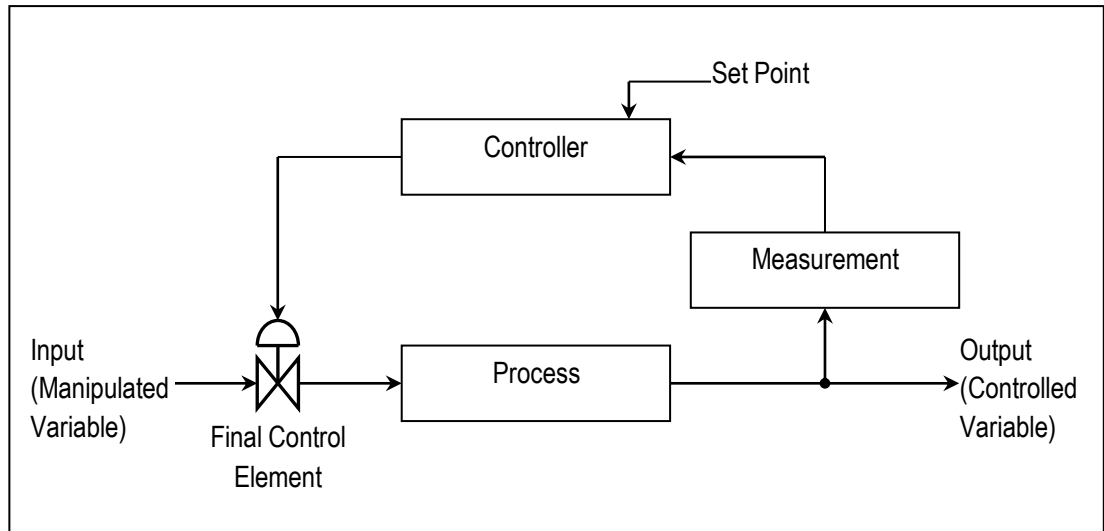 Set Point
Controller
Measurement
Input
(Manipulated
Variable)
Process
Output
(Controlled
Variable)
Final Control
Element